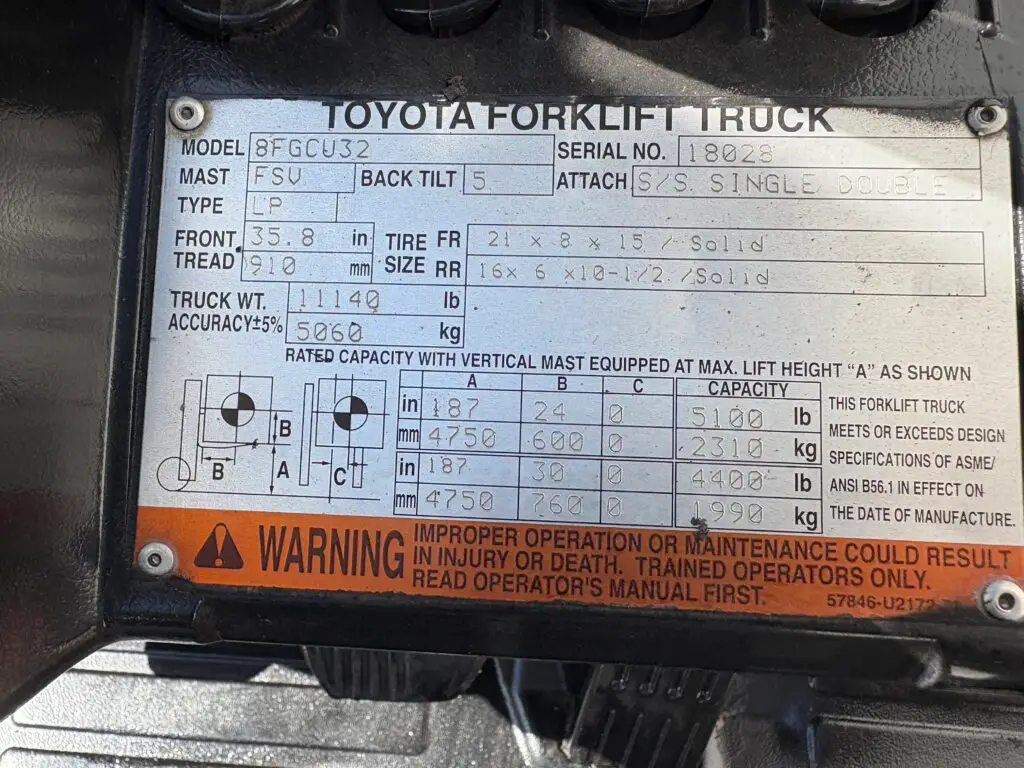 TOYOTA FORKLIFT TRUCK
MODEL 8FGCU32 SERIAL NO. 18028
MAST FSV BACK TILT 5 ATTACH S/S. SINGLE DOUBLE
TYPE LP
FRONT TREAD 35.8 in TIRE SIZE FR 21 x 8 x 15 / Solid
910 mm RR 16x 6 x10-1/2 /Solid
TRUCK WT. 11140 lb
ACCURACY±5% 5060 kg
RATED CAPACITY WITH VERTICAL MAST EQUIPPED AT MAX. LIFT HEIGHT "A" AS SHOWN
A B C CAPACITY
in 187 24 0 5100 lb
mm 4750 600 0 2310 kg
in 187 30 0 4400 lb
mm 4750 760 0 1990 kg
B
B A C
THIS FORKLIFT TRUCK
MEETS OR EXCEEDS DESIGN
SPECIFICATIONS OF ASME/
ANSI B56.1 IN EFFECT ON
THE DATE OF MANUFACTURE.
WARNING
IMPROPER OPERATION OR MAINTENANCE COULD RESULT
IN INJURY OR DEATH. TRAINED OPERATORS ONLY.
READ OPERATOR'S MANUAL FIRST.